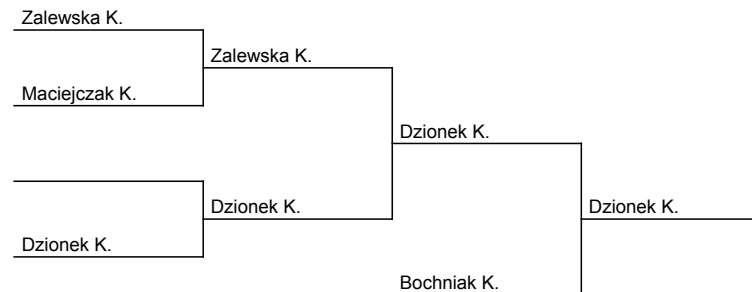 Zalewska K.
Zalewska K.
Maciejczak K.
Dzionek K.
Dzionek K.
Dzionek K.
Dzionek K.
Bochniak K.